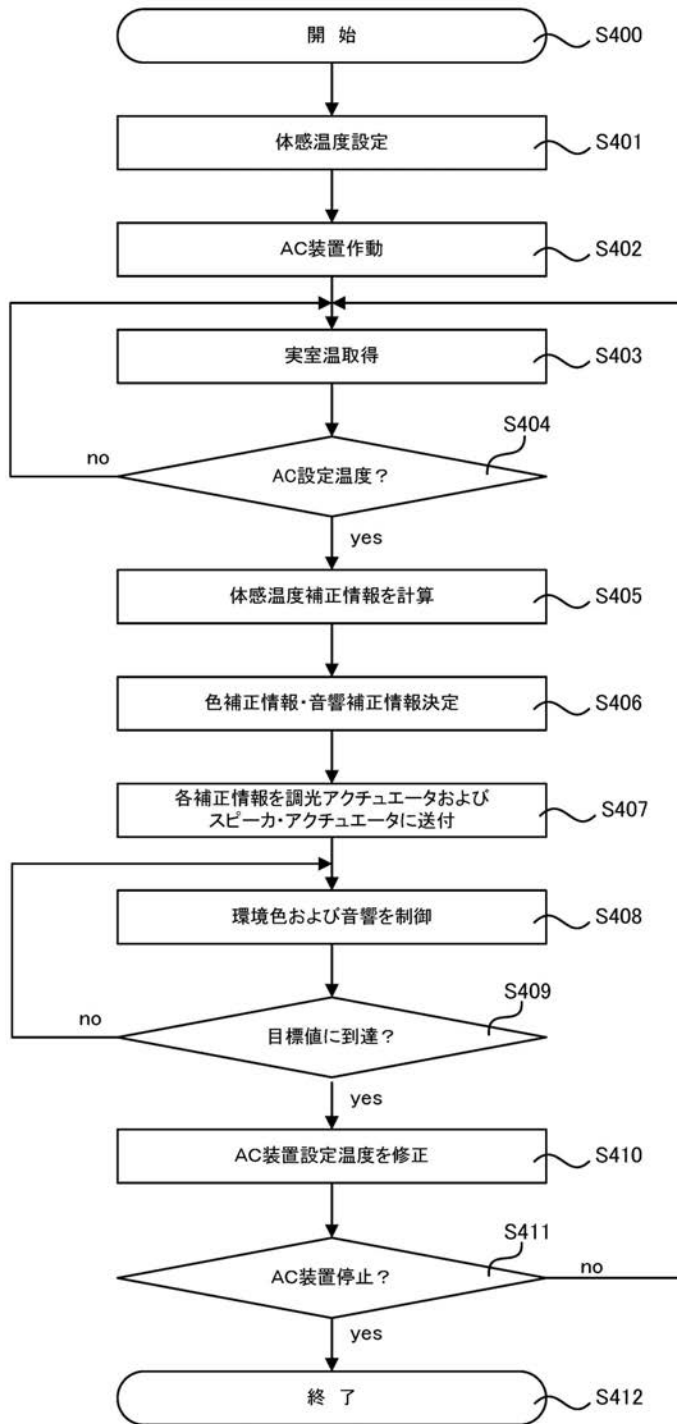 開 始
S400
体感温度設定
S401
AC装置作動
S402
実室温取得
S403
S404
no
AC設定温度？
yes
体感温度補正情報を計算
S405
色補正情報・音響補正情報決定
S406
各補正情報を調光アクチュエータおよび
スピーカ・アクチュエータに送付
S407
環境色および音響を制御
S408
S409
no
目標値に到達？
yes
AC装置設定温度を修正
S410
S411
AC装置停止？
no
yes
終 了
S412